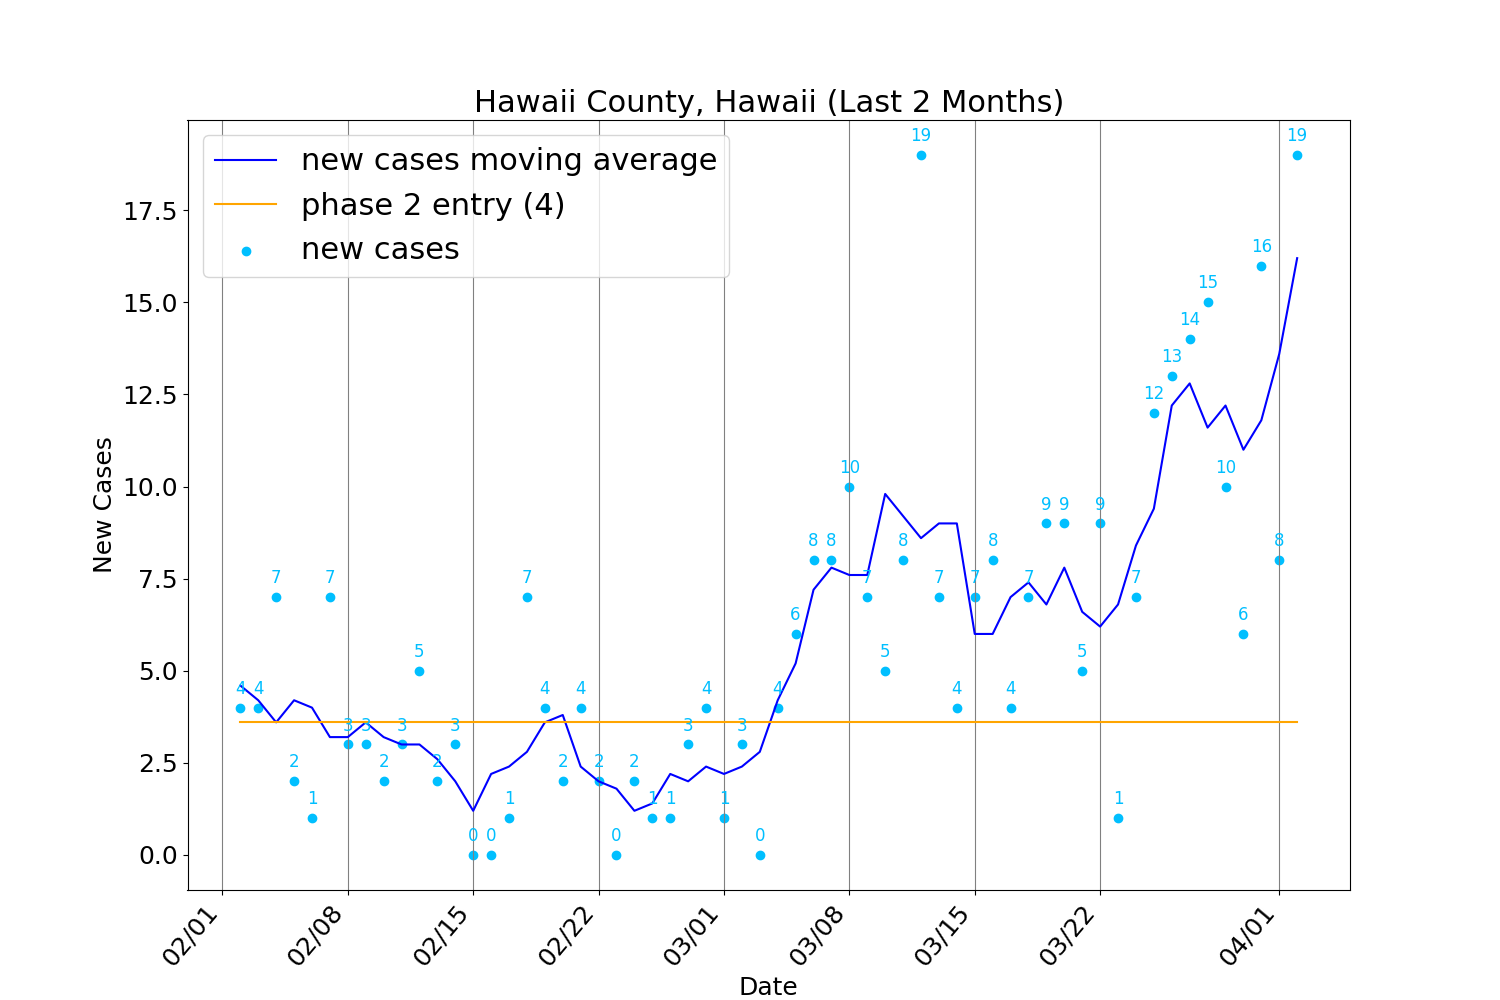 Hawaii County, Hawaii (Last 2 Months)
new cases moving average
phase 2 entry (4)
new cases
New Cases
17.5
15.0
12.5
10.0
7.5
5.0
2.5
0.0
4 4 7 2 1 7 3 3 2 3 5 2 3 0 0 1 7 4 2 4 2 0 2 1 1 3 4 1 3 0 4 6 8 8 10 7 5 8 19 7 4 7 8 4 7 9 9 5 9 1 7 12 13 14 15 10 6 16 8 19
02/01 02/08 02/15 02/22 03/01 03/08 03/15 03/22 04/01
Date